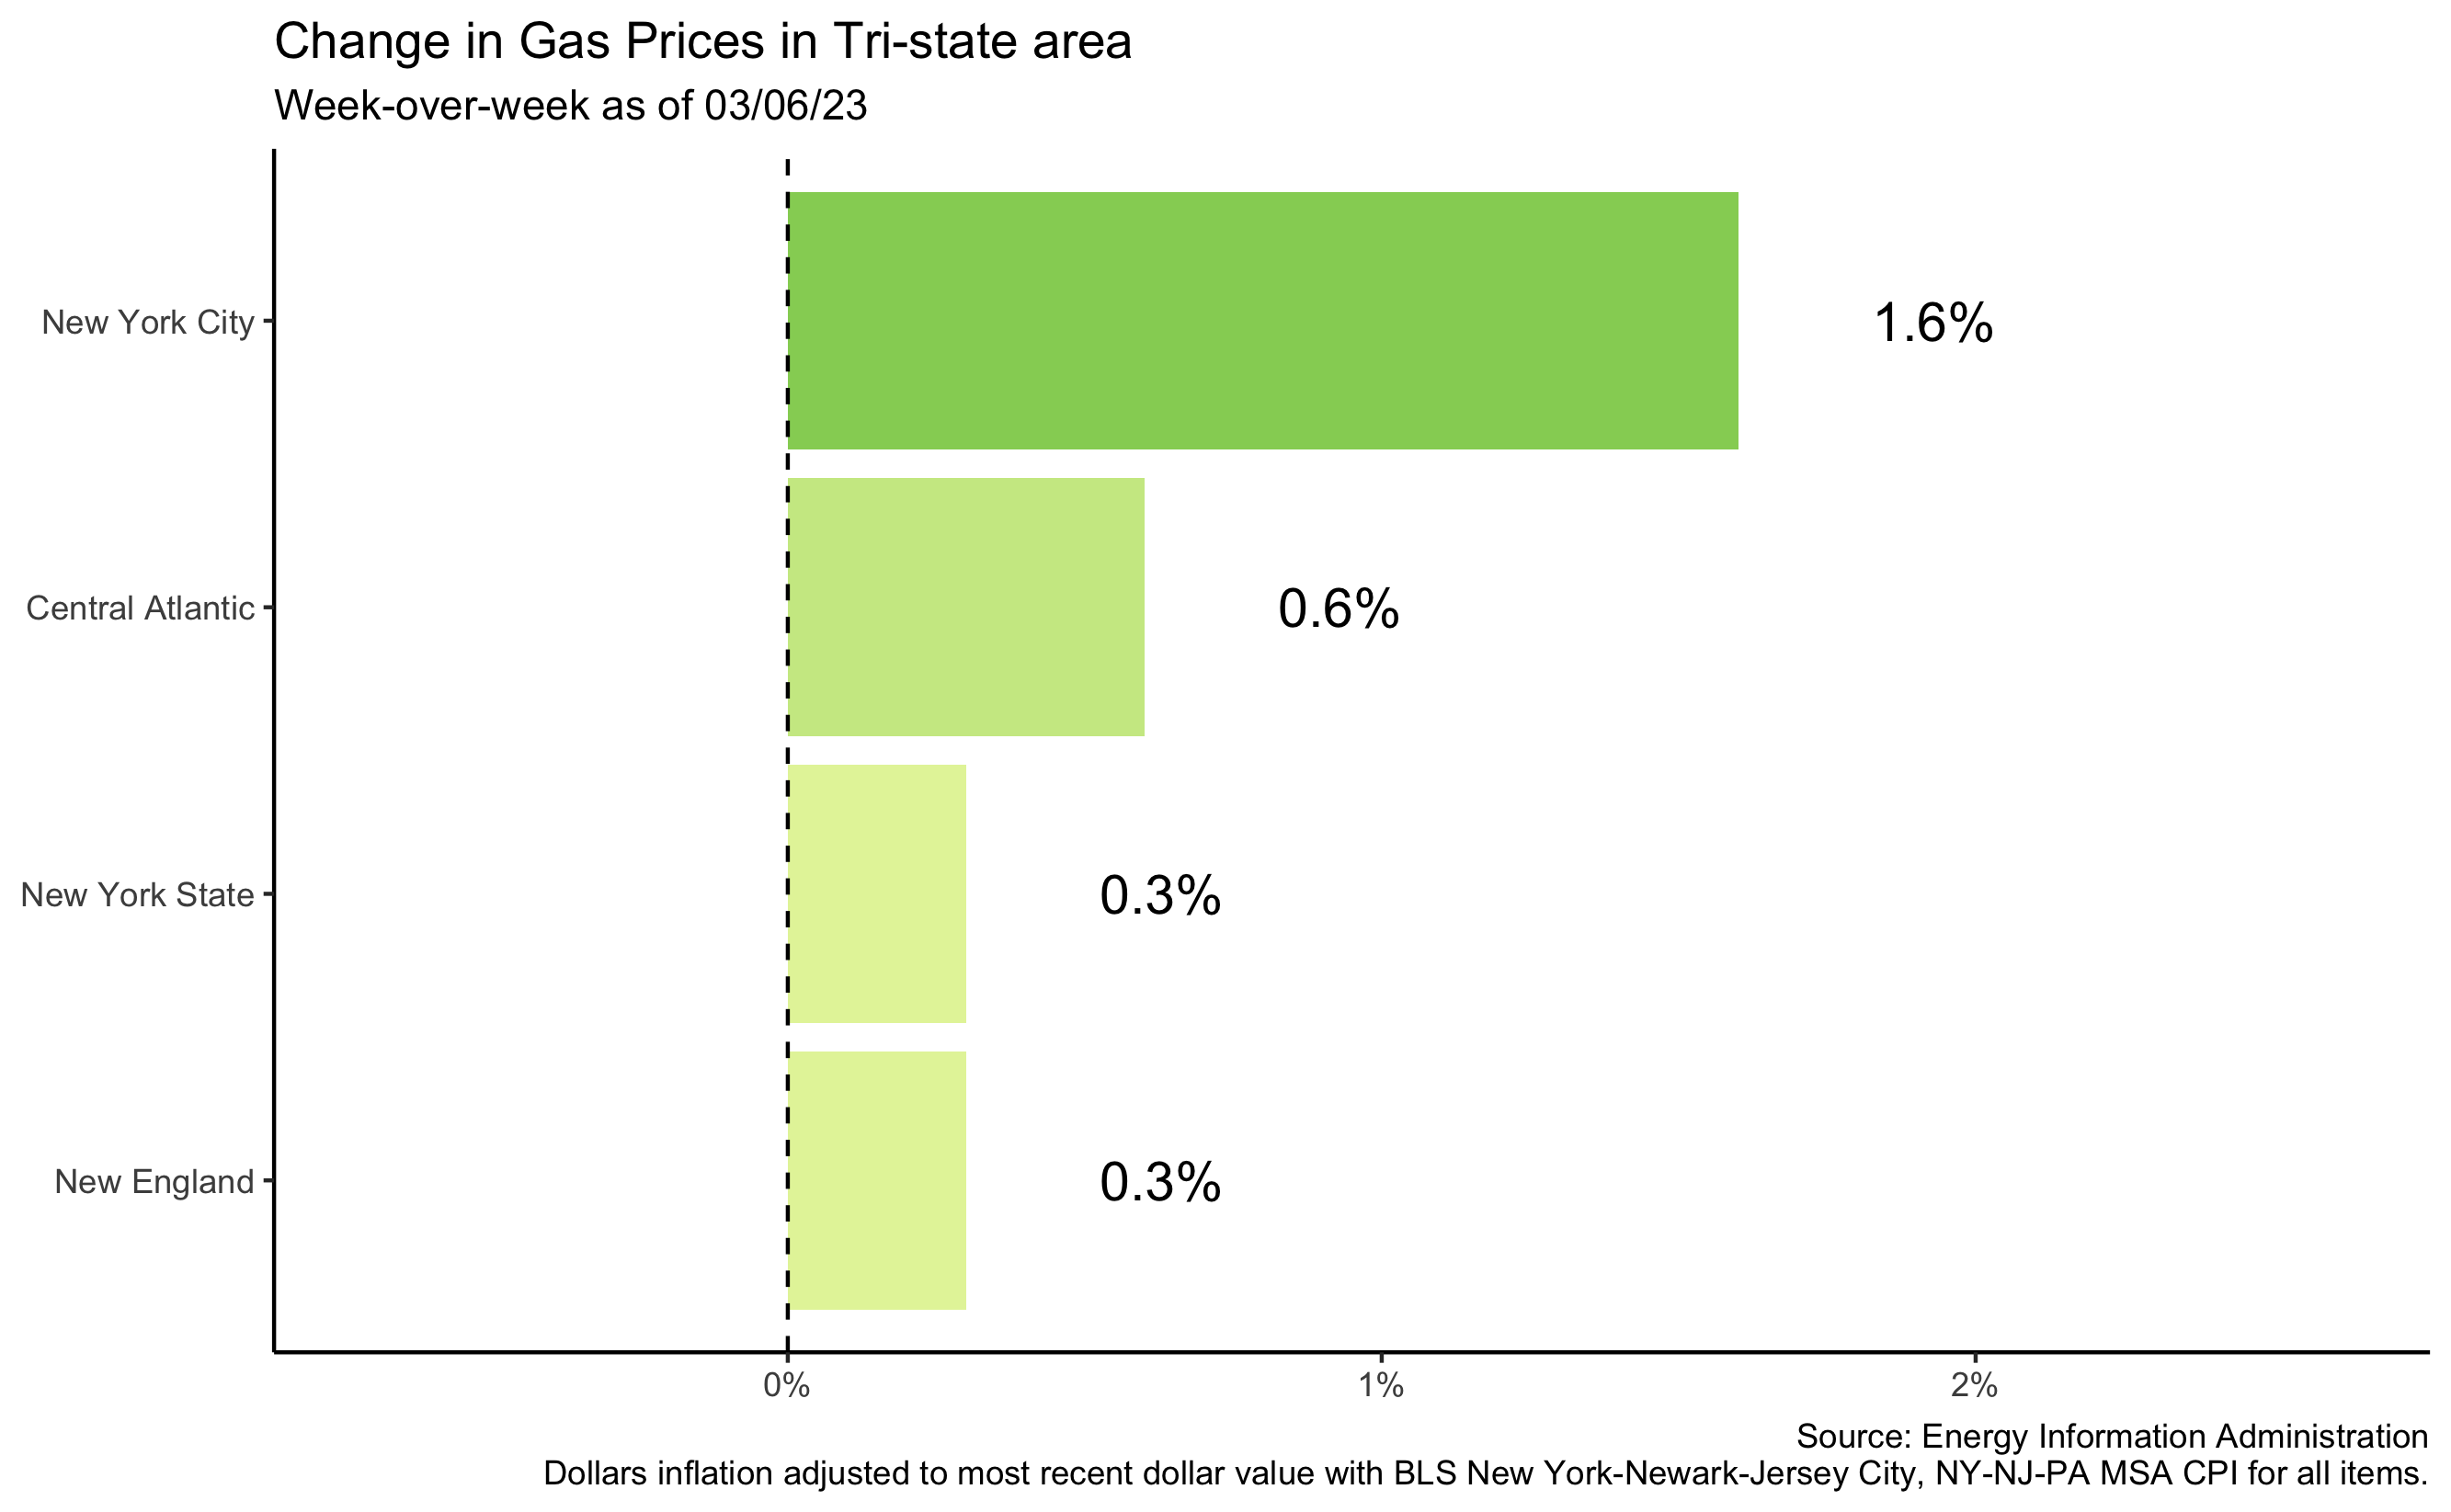 Change in Gas Prices in Tri-state area
Week-over-week as of 03/06/23
New York City
1.6%
Central Atlantic
0.6%
New York State
0.3%
New England
0.3%
0%
1%
2%
Source: Energy Information Administration
Dollars inflation adjusted to most recent dollar value with BLS New York-Newark-Jersey City, NY-NJ-PA MSA CPI for all items.